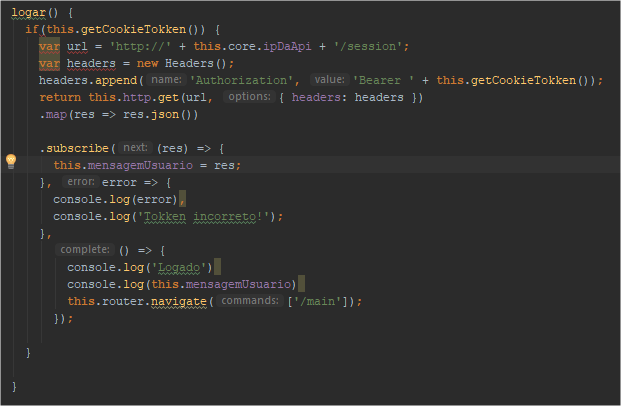 logar() {
if(this.getCookieTokken()) {
var url = 'http://' + this.core.ipDaApi + '/session';
var headers = new Headers();
headers.append( name: 'Authorization', value: 'Bearer ' + this.getCookieTokken());
return this.http.get(url, options: { headers: headers })
.map(res => res.json())
.subscribe( next: (res) => {
this.mensagemUsuario = res;
}, error: error => {
console.log(error),
console.log('Tokken incorreto!');
},
complete: () => {
console.log('Logado')
console.log(this.mensagemUsuario)
this.router.navigate( commands: ['/main']);
});
}
}